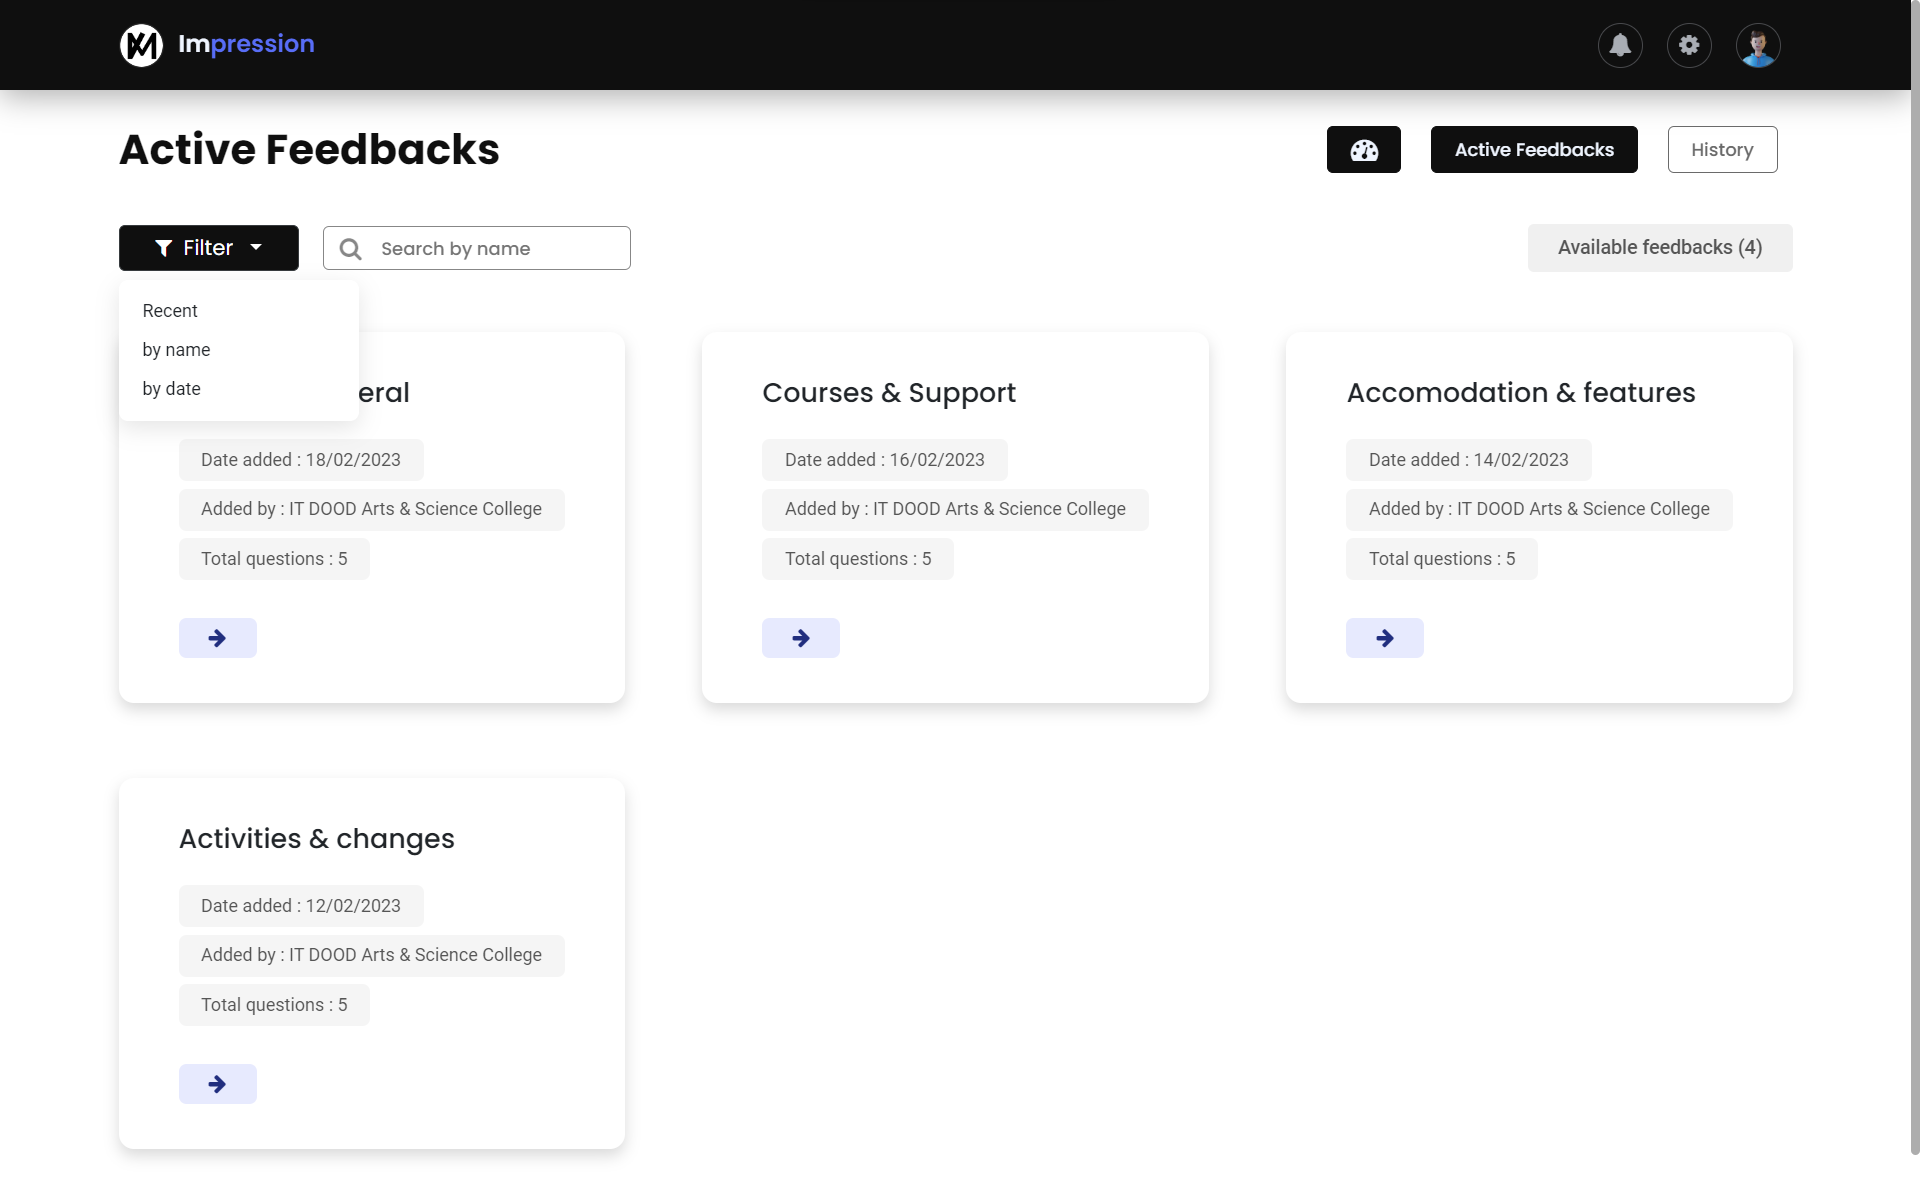 Impression
Active Feedbacks
Active Feedbacks
History
Filter
Search by name
Available feedbacks (4)
Recent
by name
by date
eral
Date added : 18/02/2023
Added by : IT DOOD Arts & Science College
Total questions : 5
Courses & Support
Date added : 16/02/2023
Added by : IT DOOD Arts & Science College
Total questions : 5
Accomodation & features
Date added : 14/02/2023
Added by : IT DOOD Arts & Science College
Total questions : 5
Activities & changes
Date added : 12/02/2023
Added by : IT DOOD Arts & Science College
Total questions : 5